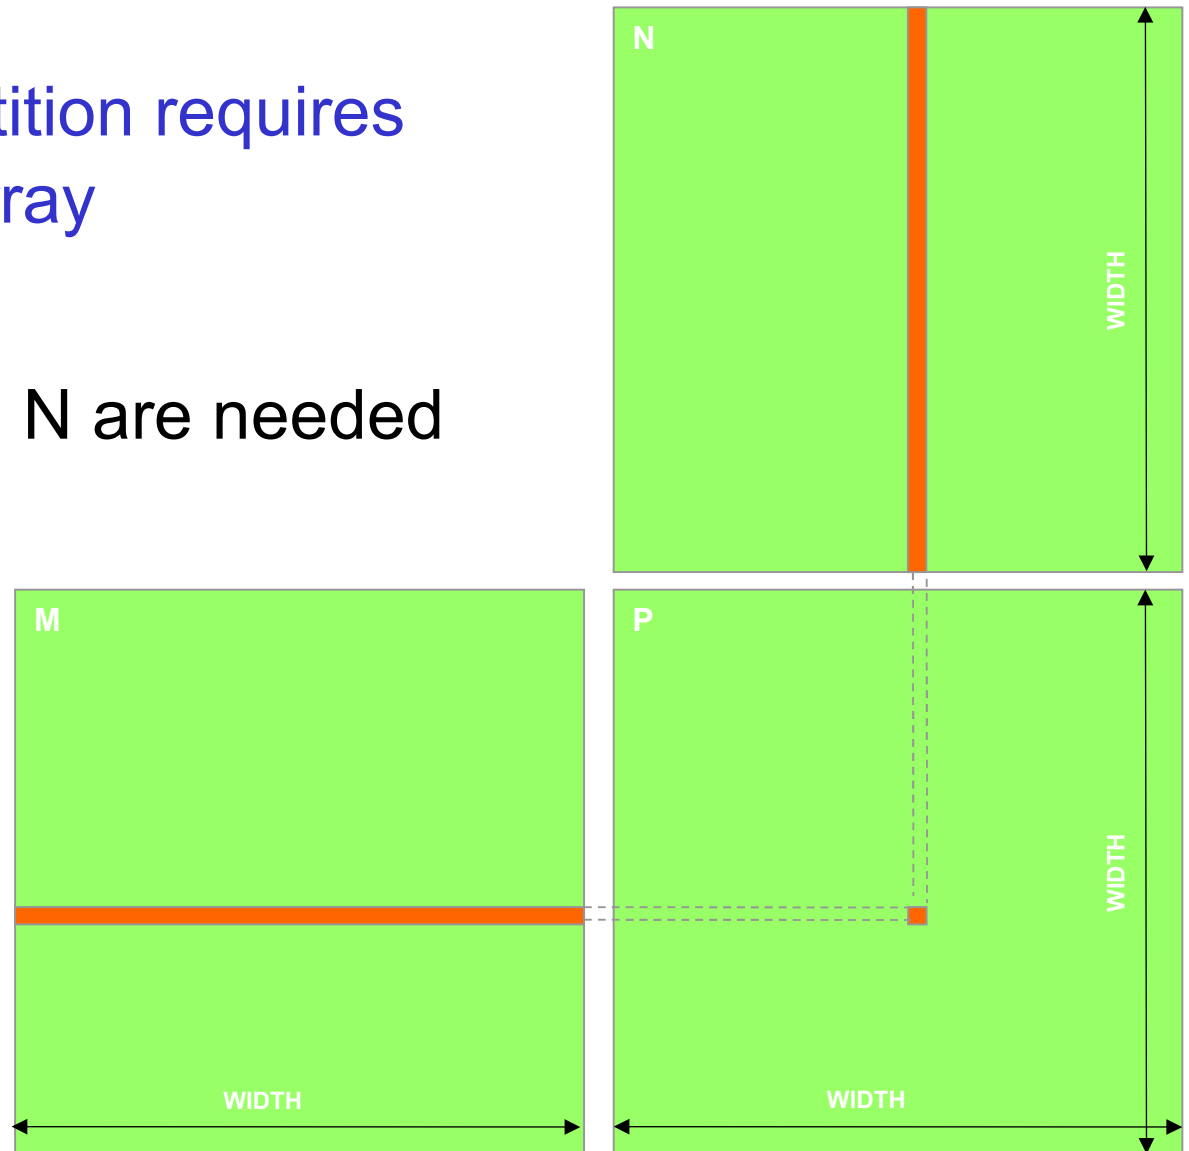 tition requires
ray
N are needed
N
WIDTH
M
WIDTH
P
WIDTH
WIDTH